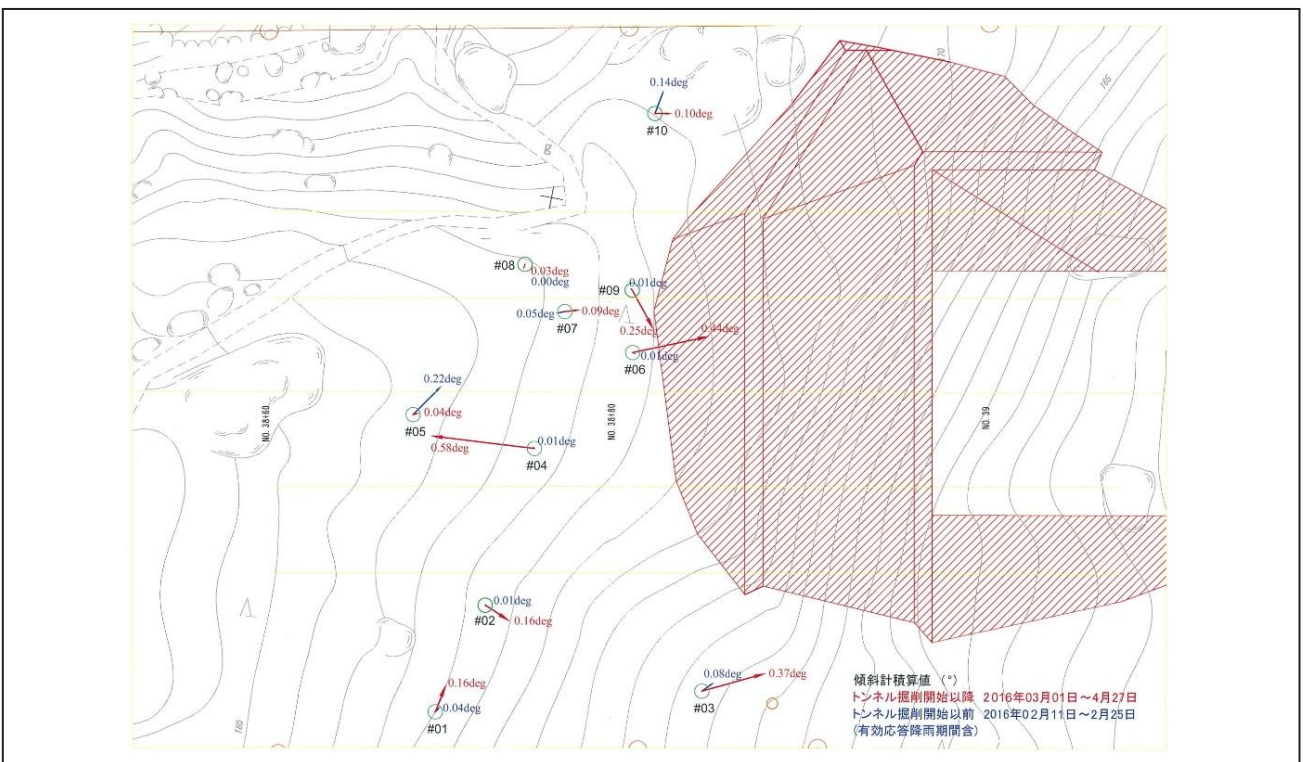 0.14deg
0.10deg
#10
70
165
g
#08
0.03deg
0.00deg
#09
0.01deg
0.05deg
0.09deg
#07
0.25deg
0.44deg
0.01deg
#06
0.22deg
0.04deg
#05
NO. 38+60
NO. 38+80
NO. 39
0.01deg
0.58deg
#04
0.01deg
0.16deg
#02
0.16deg
0.04deg
#01
160
0.08deg
0.37deg
#03
傾斜計積算値 (°)
トンネル掘削開始以降 2016年03月01日~4月27日
トンネル掘削開始以前 2016年02月11日~2月25日
(有効応答降雨期間含)